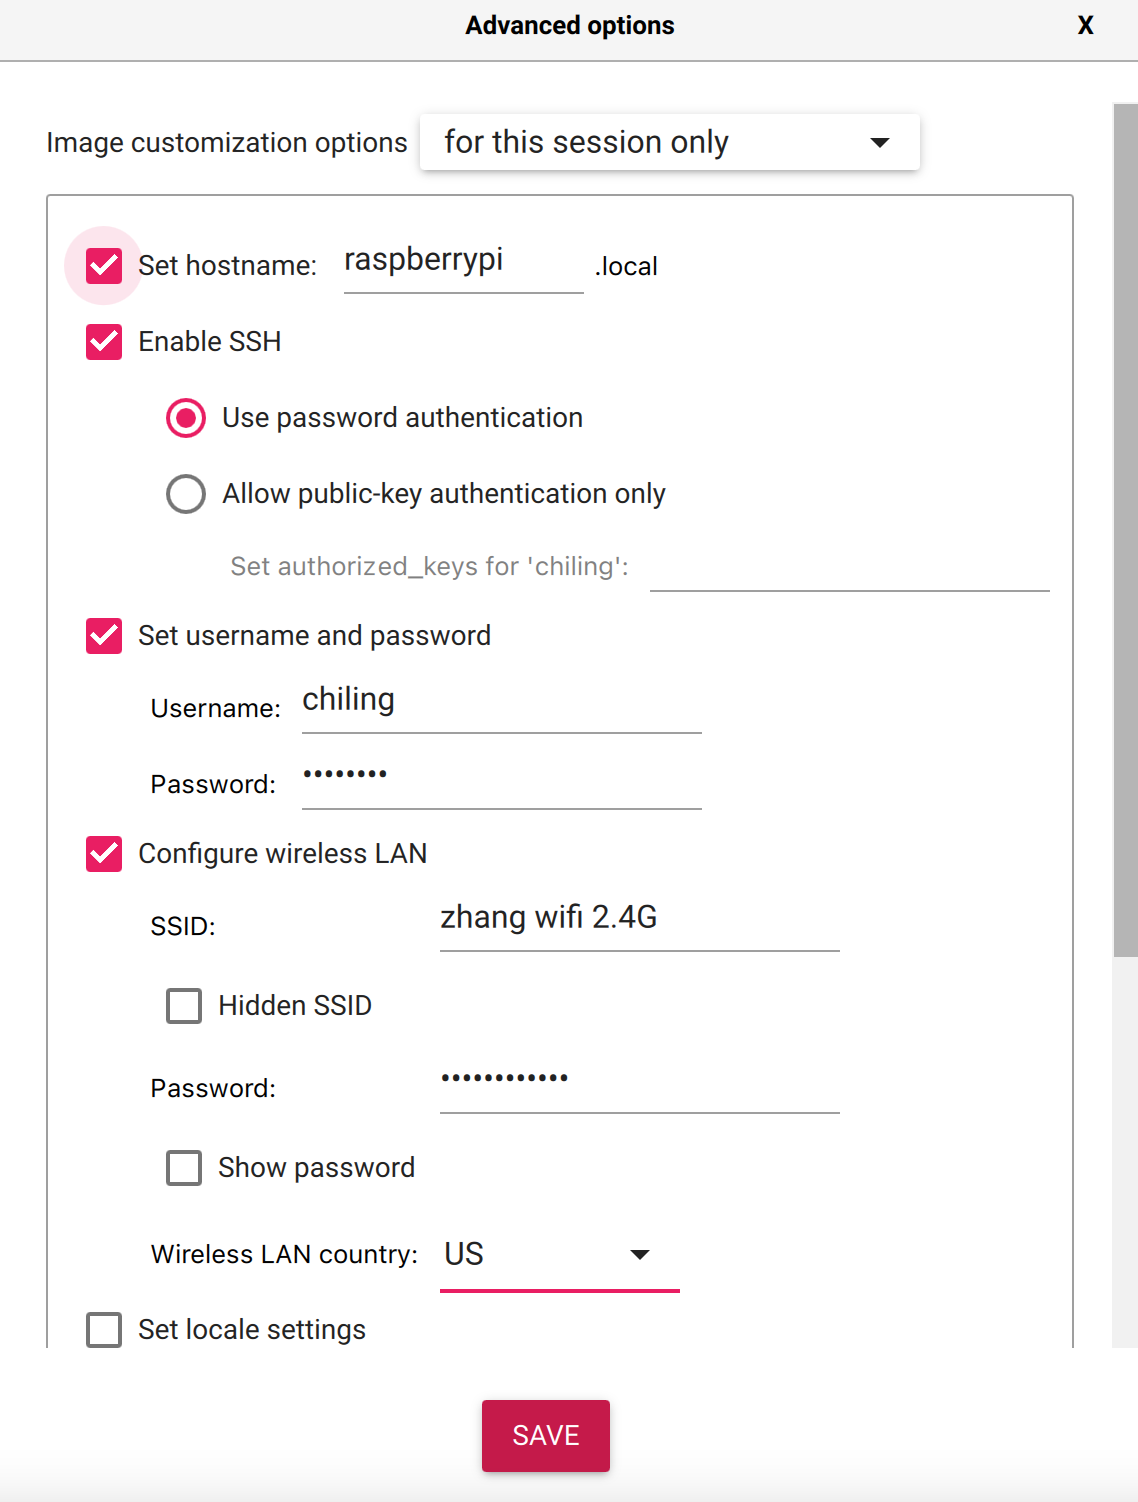 Advanced options X
Image customization options for this session only
Set hostname: raspberrypi .local
Enable SSH
Use password authentication
Allow public-key authentication only
Set authorized_keys for 'chiling':
Set username and password
Username: chiling
Password: ••••••••
Configure wireless LAN
SSID: zhang wifi 2.4G
Hidden SSID
Password: ••••••••••••
Show password
Wireless LAN country: US
Set locale settings
SAVE